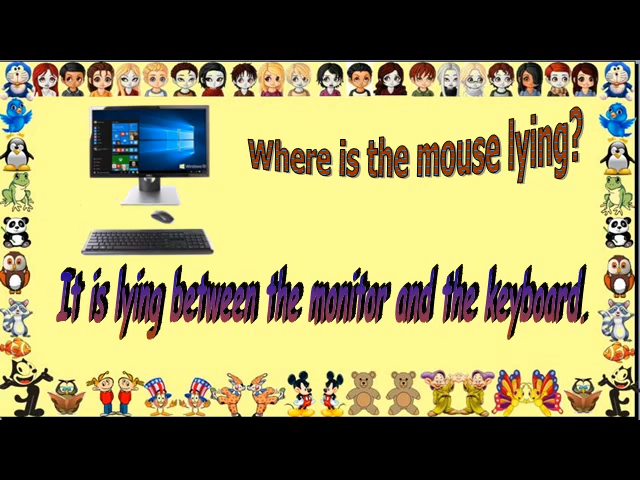 Where is the mouse lying?
It is lying between the monitor and the keyboard.